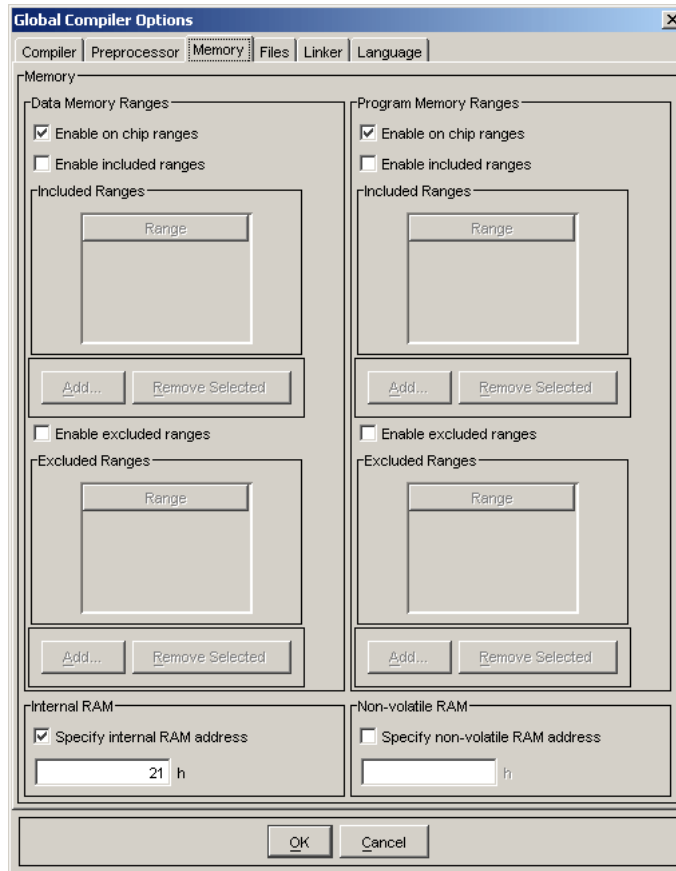 Global Compiler Options
Compiler
Preprocessor
Memory
Files
Linker
Language
Memory
Data Memory Ranges
Enable on chip ranges
Enable included ranges
Included Ranges
Range
Add...
Remove Selected
Enable excluded ranges
Excluded Ranges
Range
Add...
Remove Selected
Program Memory Ranges
Enable on chip ranges
Enable included ranges
Included Ranges
Range
Add...
Remove Selected
Enable excluded ranges
Excluded Ranges
Range
Add...
Remove Selected
Internal RAM
Specify internal RAM address
21 h
Non-volatile RAM
Specify non-volatile RAM address
h
OK
Cancel